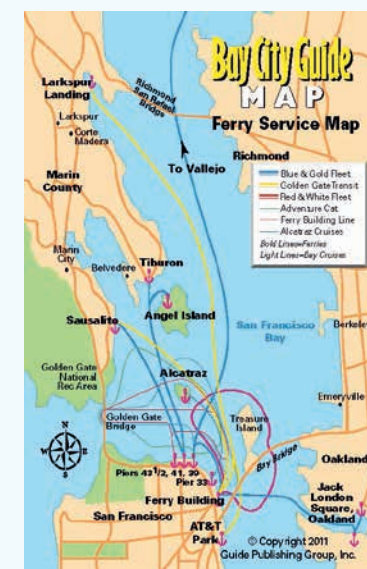 Bay City Guide
MAP
Ferry Service Map
Larkspur
Landing
Richmond
San Rafael
Bridge
Larkspur
Corte
Madera
To Vallejo
Richmond
Marin
County
Blue & Gold Fleet
Golden Gate Transit
Red & White Fleet
Adventure Cat
Ferry Building Line
Alcatraz Cruises
Bold Lines=Ferries
Light Lines=Bay Cruises
Marin
City
Belvedere
Tiburon
Angel Island
Sausalito
San Francisco
Bay
Berkele
Golden Gate
National
Rec Area
Alcatraz
Emeryville
Golden Gate
Bridge
Treasure
Island
N
W
E
S
Bay Bridge
Oakland
Piers 43 1/2, 41, 39
Pier 33
Jack
London
Square,
Oakland
Ferry Building
San Francisco
AT&T
Park
© Copyright 2011
Guide Publishing Group, Inc.